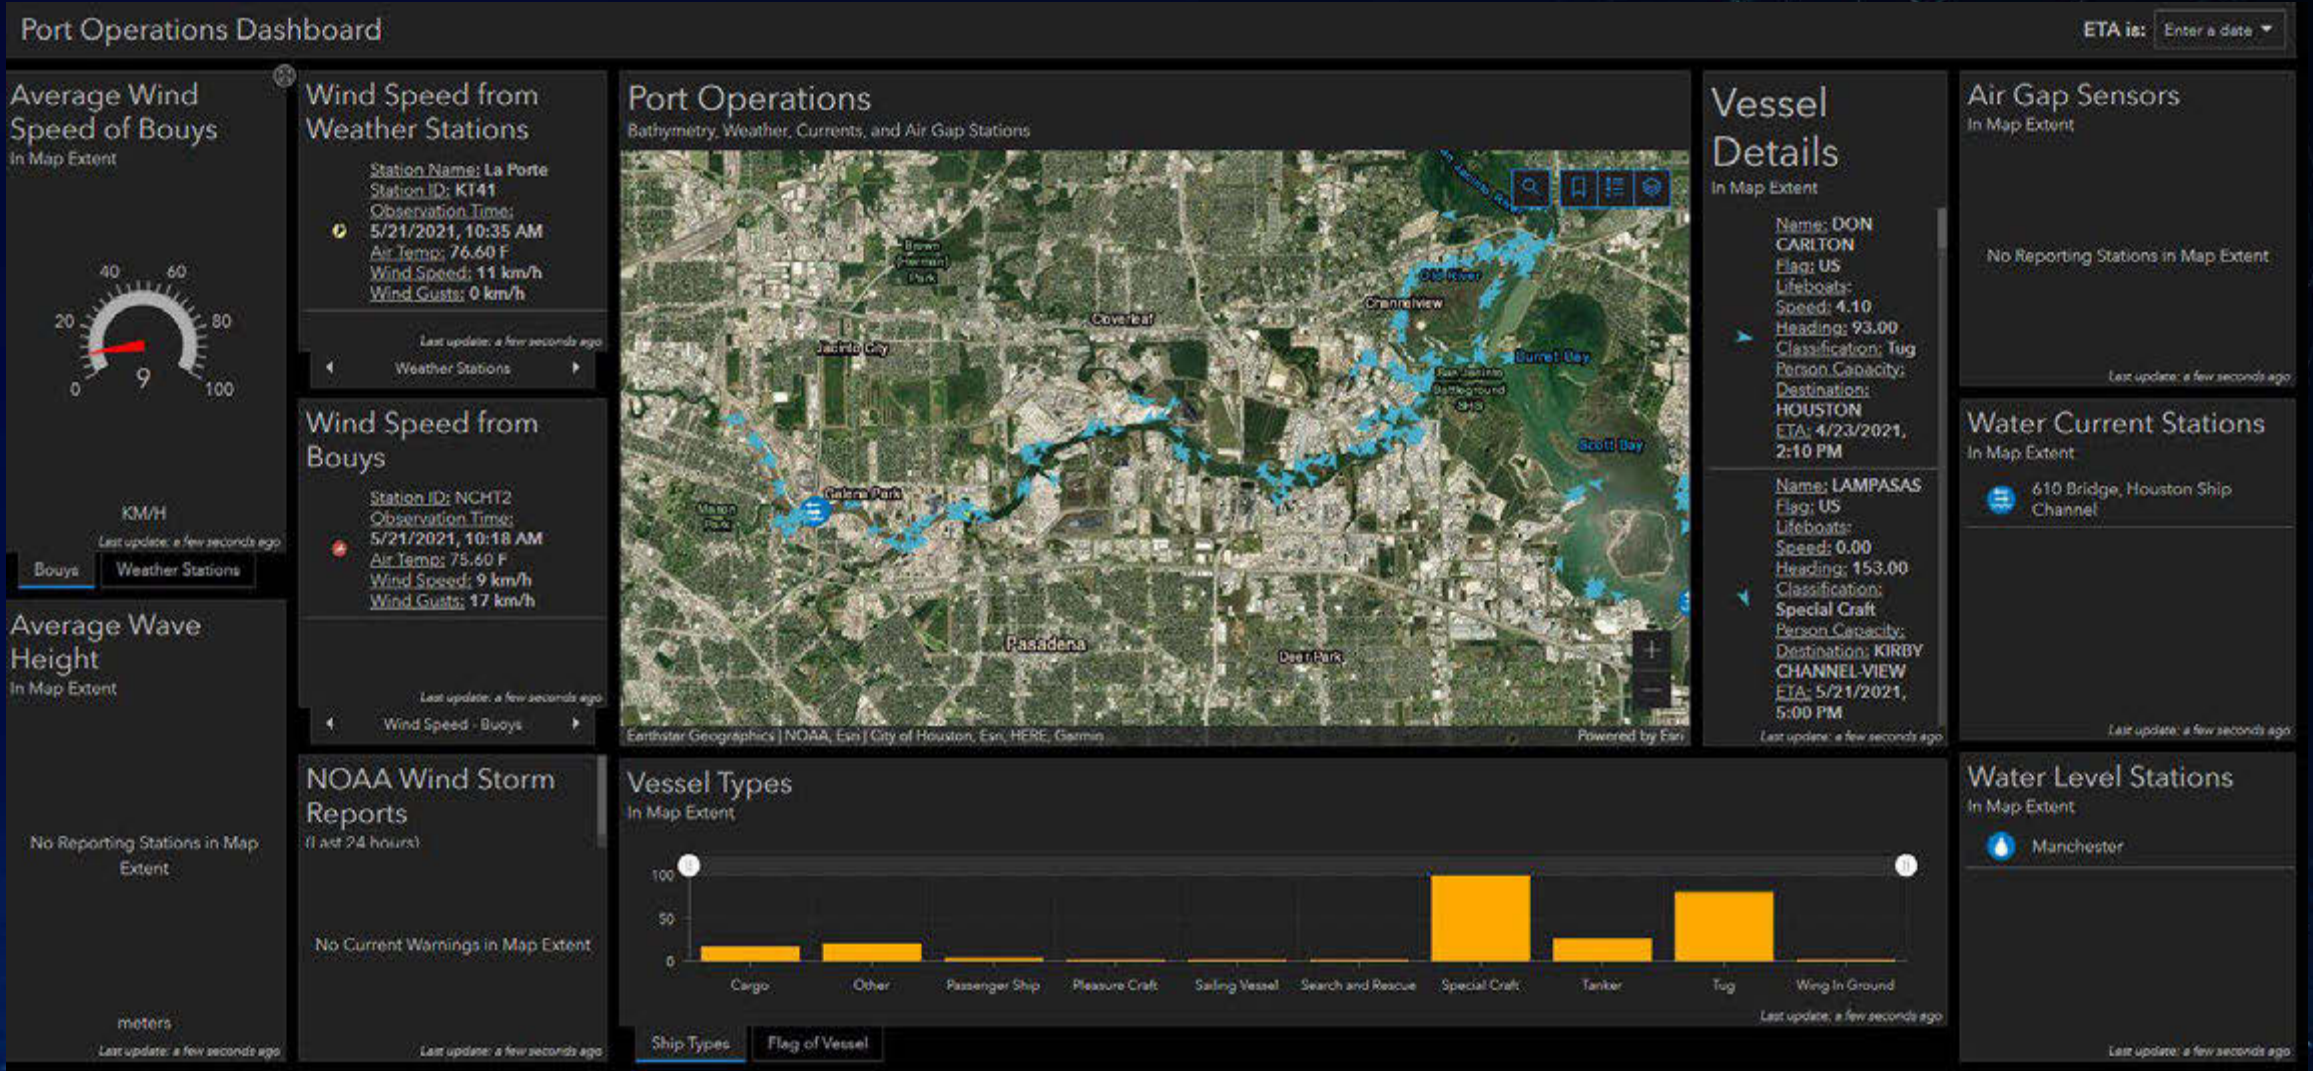 Port Operations Dashboard
ETA is:
Enter a date
Average Wind
Speed of Bouys
In Map Extent
0
20
40
60
80
100
9
KM/H
Last update: a few seconds ago
Bouys
Weather Stations
Average Wave
Height
In Map Extent
No Reporting Stations in Map
Extent
meters
Last update: a few seconds ago
Wind Speed from
Weather Stations
Station Name: La Porte
Station ID: KT41
Observation Time:
5/21/2021, 10:35 AM
Air Temp: 76.60 F
Wind Speed: 11 km/h
Wind Gusts: 0 km/h
Last update: a few seconds ago
Weather Stations
Wind Speed from
Bouys
Station ID: NCHT2
Observation Time:
5/21/2021, 10:18 AM
Air Temp: 75.60 F
Wind Speed: 9 km/h
Wind Gusts: 17 km/h
Last update: a few seconds ago
Wind Speed - Buoys
NOAA Wind Storm
Reports
(Last 24 hours)
No Current Warnings in Map Extent
Last update: a few seconds ago
Port Operations
Bathymetry, Weather, Currents, and Air Gap Stations
San Jacinto River
Brown
(Herman)
Park
Old River
Channelview
Cloverleaf
Jacinto City
Burnet Bay
San Jacinto
Battleground
SHS
Scott Bay
Galena Park
Mason
Park
Pasadena
Deer Park
Earthstar Geographics | NOAA, Esri | City of Houston, Esri, HERE, Garmin
Powered by Esri
Vessel Types
In Map Extent
100
50
0
Cargo
Other
Passenger Ship
Pleasure Craft
Sailing Vessel
Search and Rescue
Special Craft
Tanker
Tug
Wing In Ground
Last update: a few seconds ago
Ship Types
Flag of Vessel
Vessel
Details
In Map Extent
Name: DON
CARLTON
Flag: US
Lifeboats:
Speed: 4.10
Heading: 93.00
Classification: Tug
Person Capacity:
Destination:
HOUSTON
ETA: 4/23/2021,
2:10 PM
Name: LAMPASAS
Flag: US
Lifeboats:
Speed: 0.00
Heading: 153.00
Classification:
Special Craft
Person Capacity:
Destination: KIRBY
CHANNEL-VIEW
ETA: 5/21/2021,
5:00 PM
Last update: a few seconds ago
Air Gap Sensors
In Map Extent
No Reporting Stations in Map Extent
Last update: a few seconds ago
Water Current Stations
In Map Extent
610 Bridge, Houston Ship
Channel
Last update: a few seconds ago
Water Level Stations
In Map Extent
Manchester
Last update: a few seconds ago